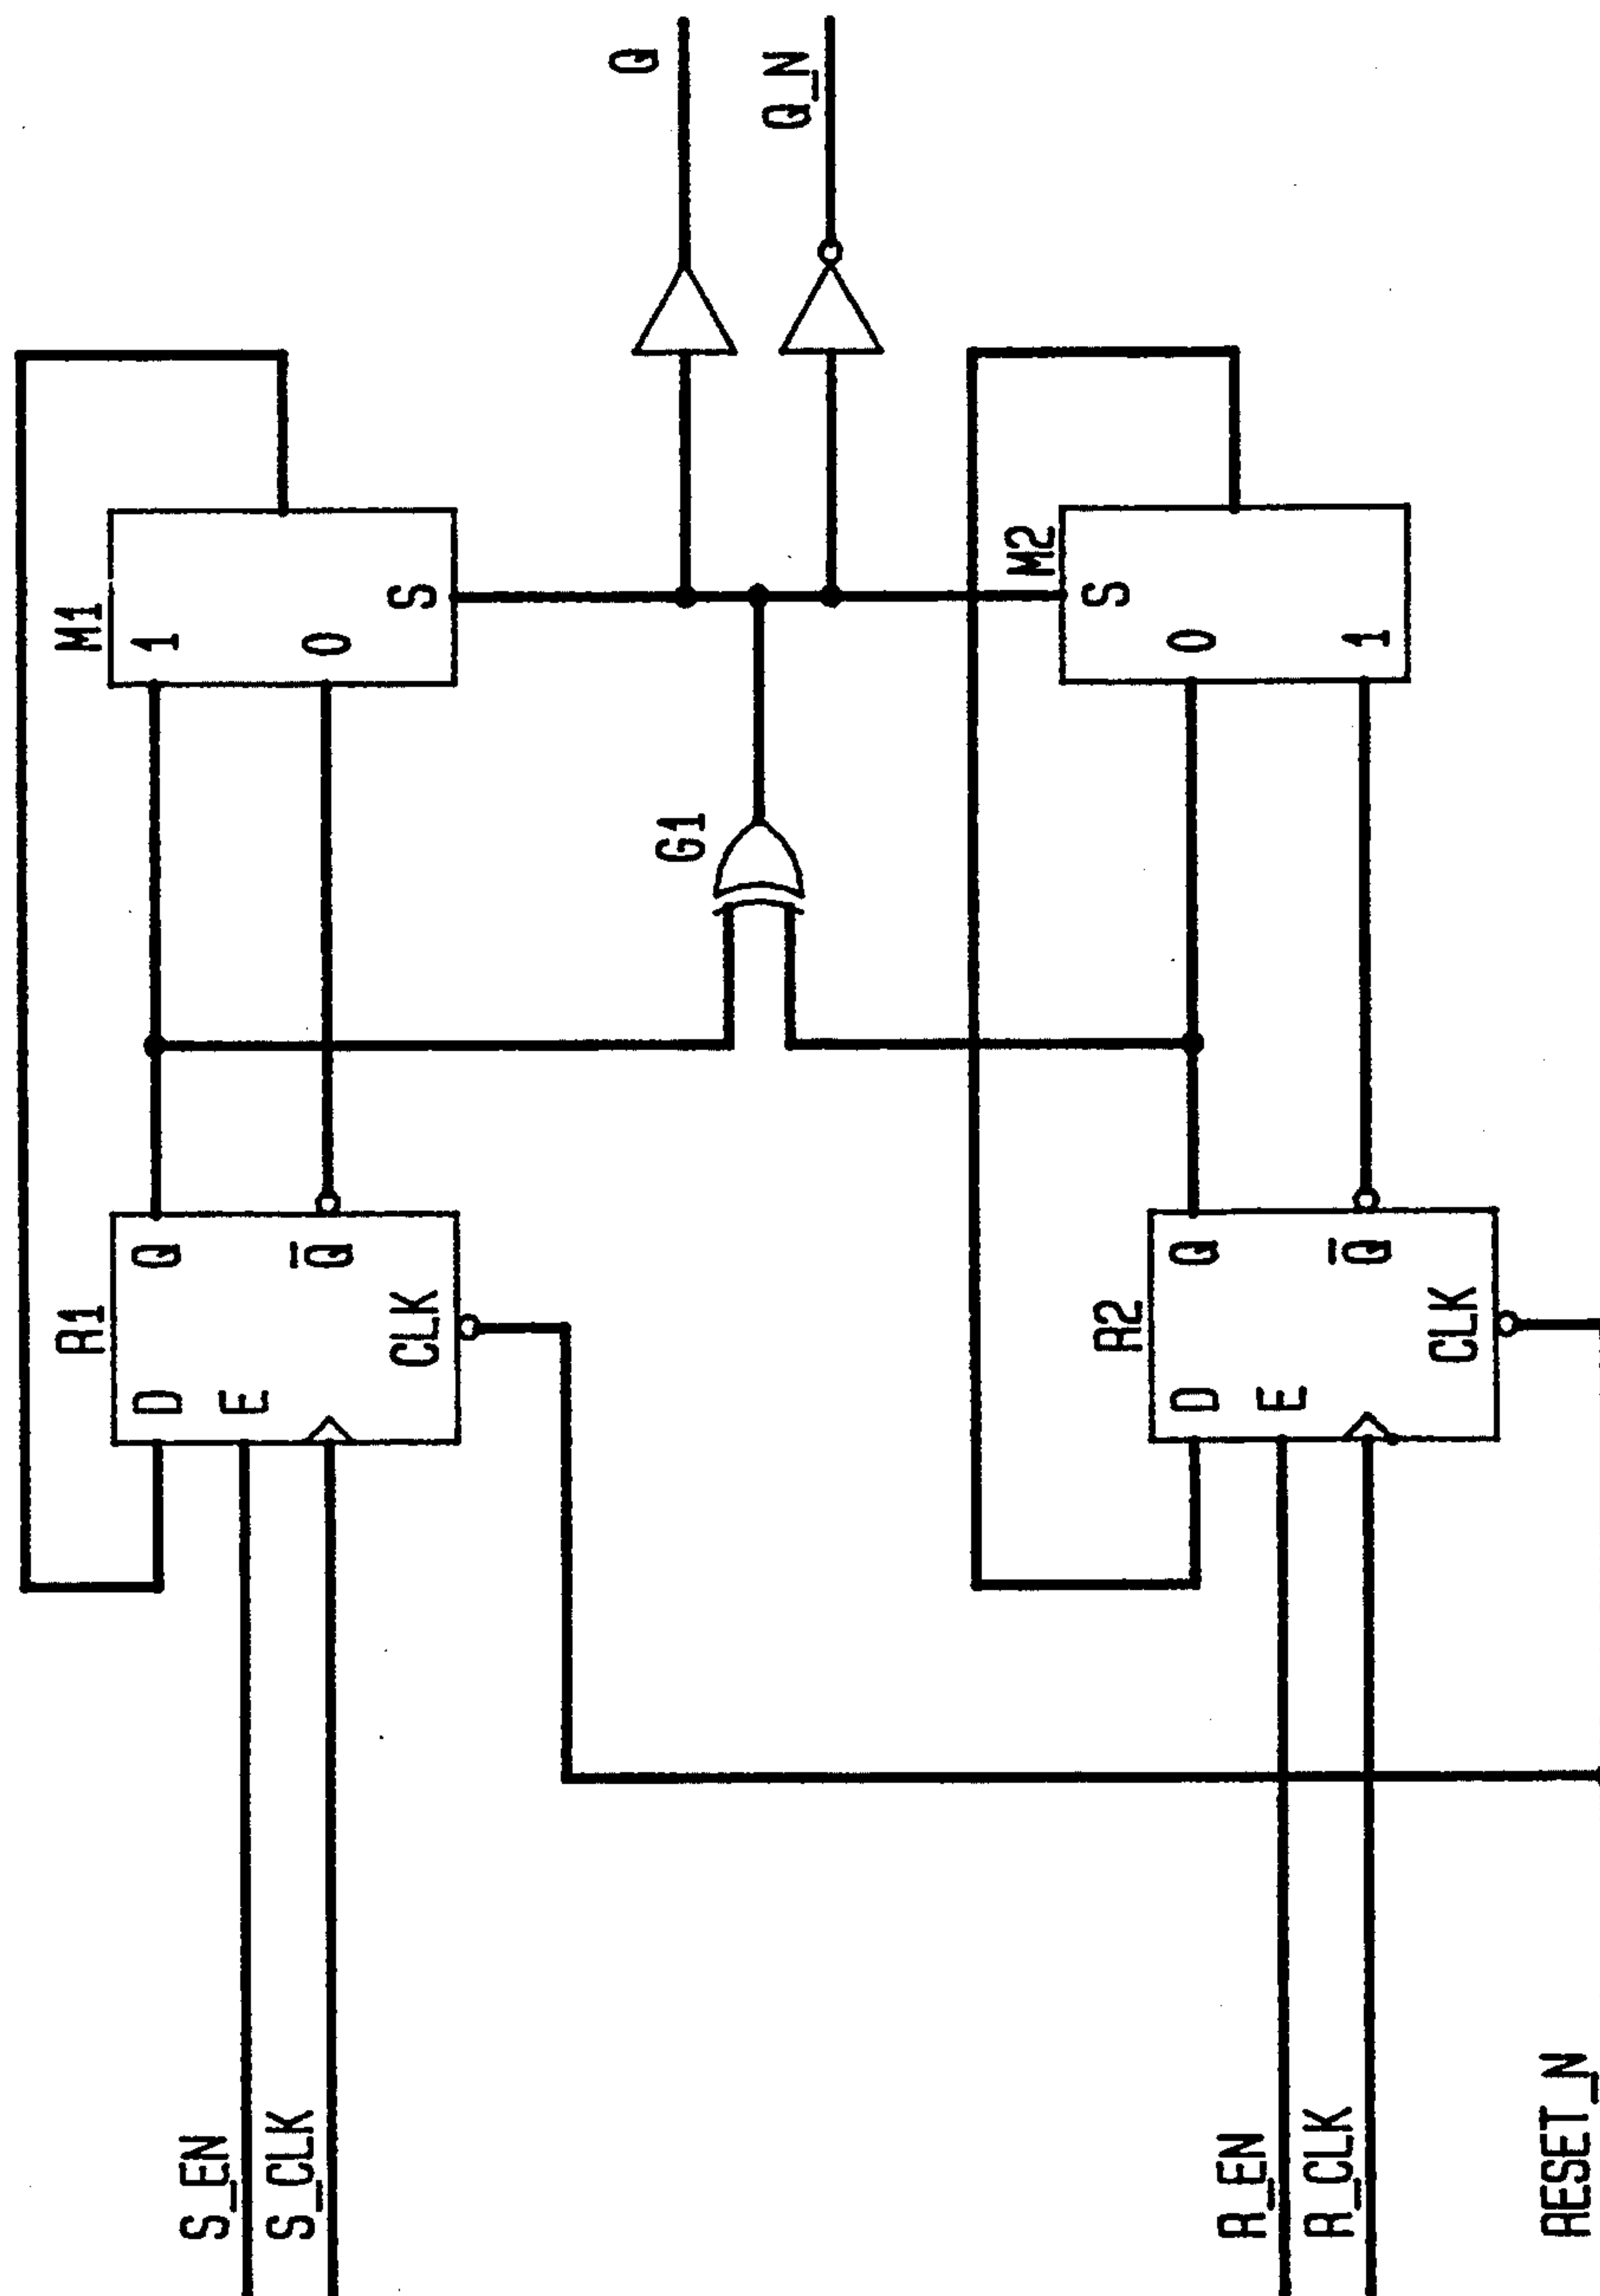 S_EN
S_CLK
R1
D
E
Q
Q̅
CLK
M1
1
0
S
G1
Q
Q_N
M2
S
0
1
R2
D
E
Q
Q̅
CLK
R_EN
R_CLK
RESET_N